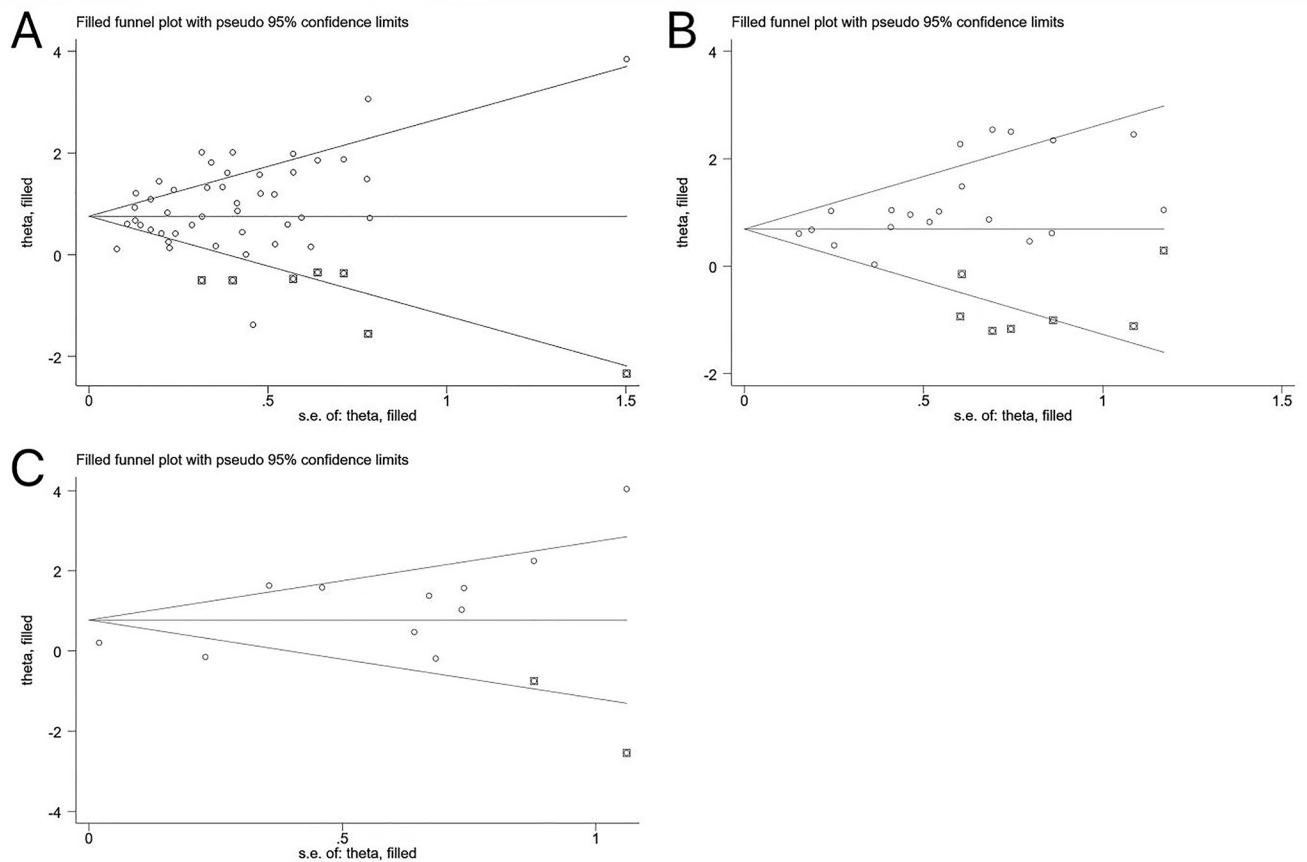 A
Filled funnel plot with pseudo 95% confidence limits
theta, filled
4
2
0
-2
0 .5 1 1.5
s.e. of: theta, filled
B
Filled funnel plot with pseudo 95% confidence limits
theta, filled
4
2
0
-2
0 .5 1 1.5
s.e. of: theta, filled
C
Filled funnel plot with pseudo 95% confidence limits
theta, filled
4
2
0
-2
-4
0 .5 1
s.e. of: theta, filled